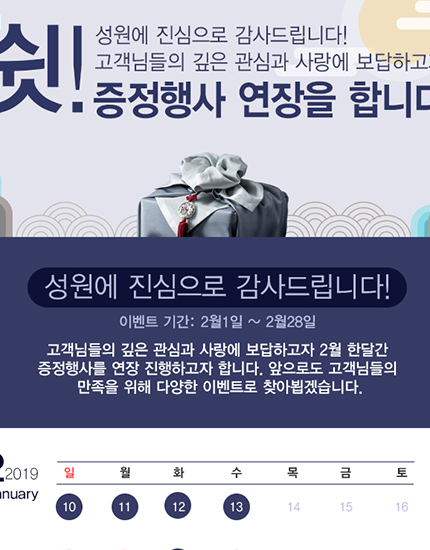 쉿!
성원에 진심으로 감사드립니다!
고객님들의 깊은 관심과 사랑에 보답하고자
증정행사 연장을 합니다
성원에 진심으로 감사드립니다!
이벤트 기간: 2월1일 ~ 2월28일
고객님들의 깊은 관심과 사랑에 보답하고자 2월 한달간
증정행사를 연장 진행하고자 합니다. 앞으로도 고객님들의
만족을 위해 다양한 이벤트로 찾아뵙겠습니다.
2 2019
anuary
일 월 화 수 목 금 토
10 11 12 13 14 15 16